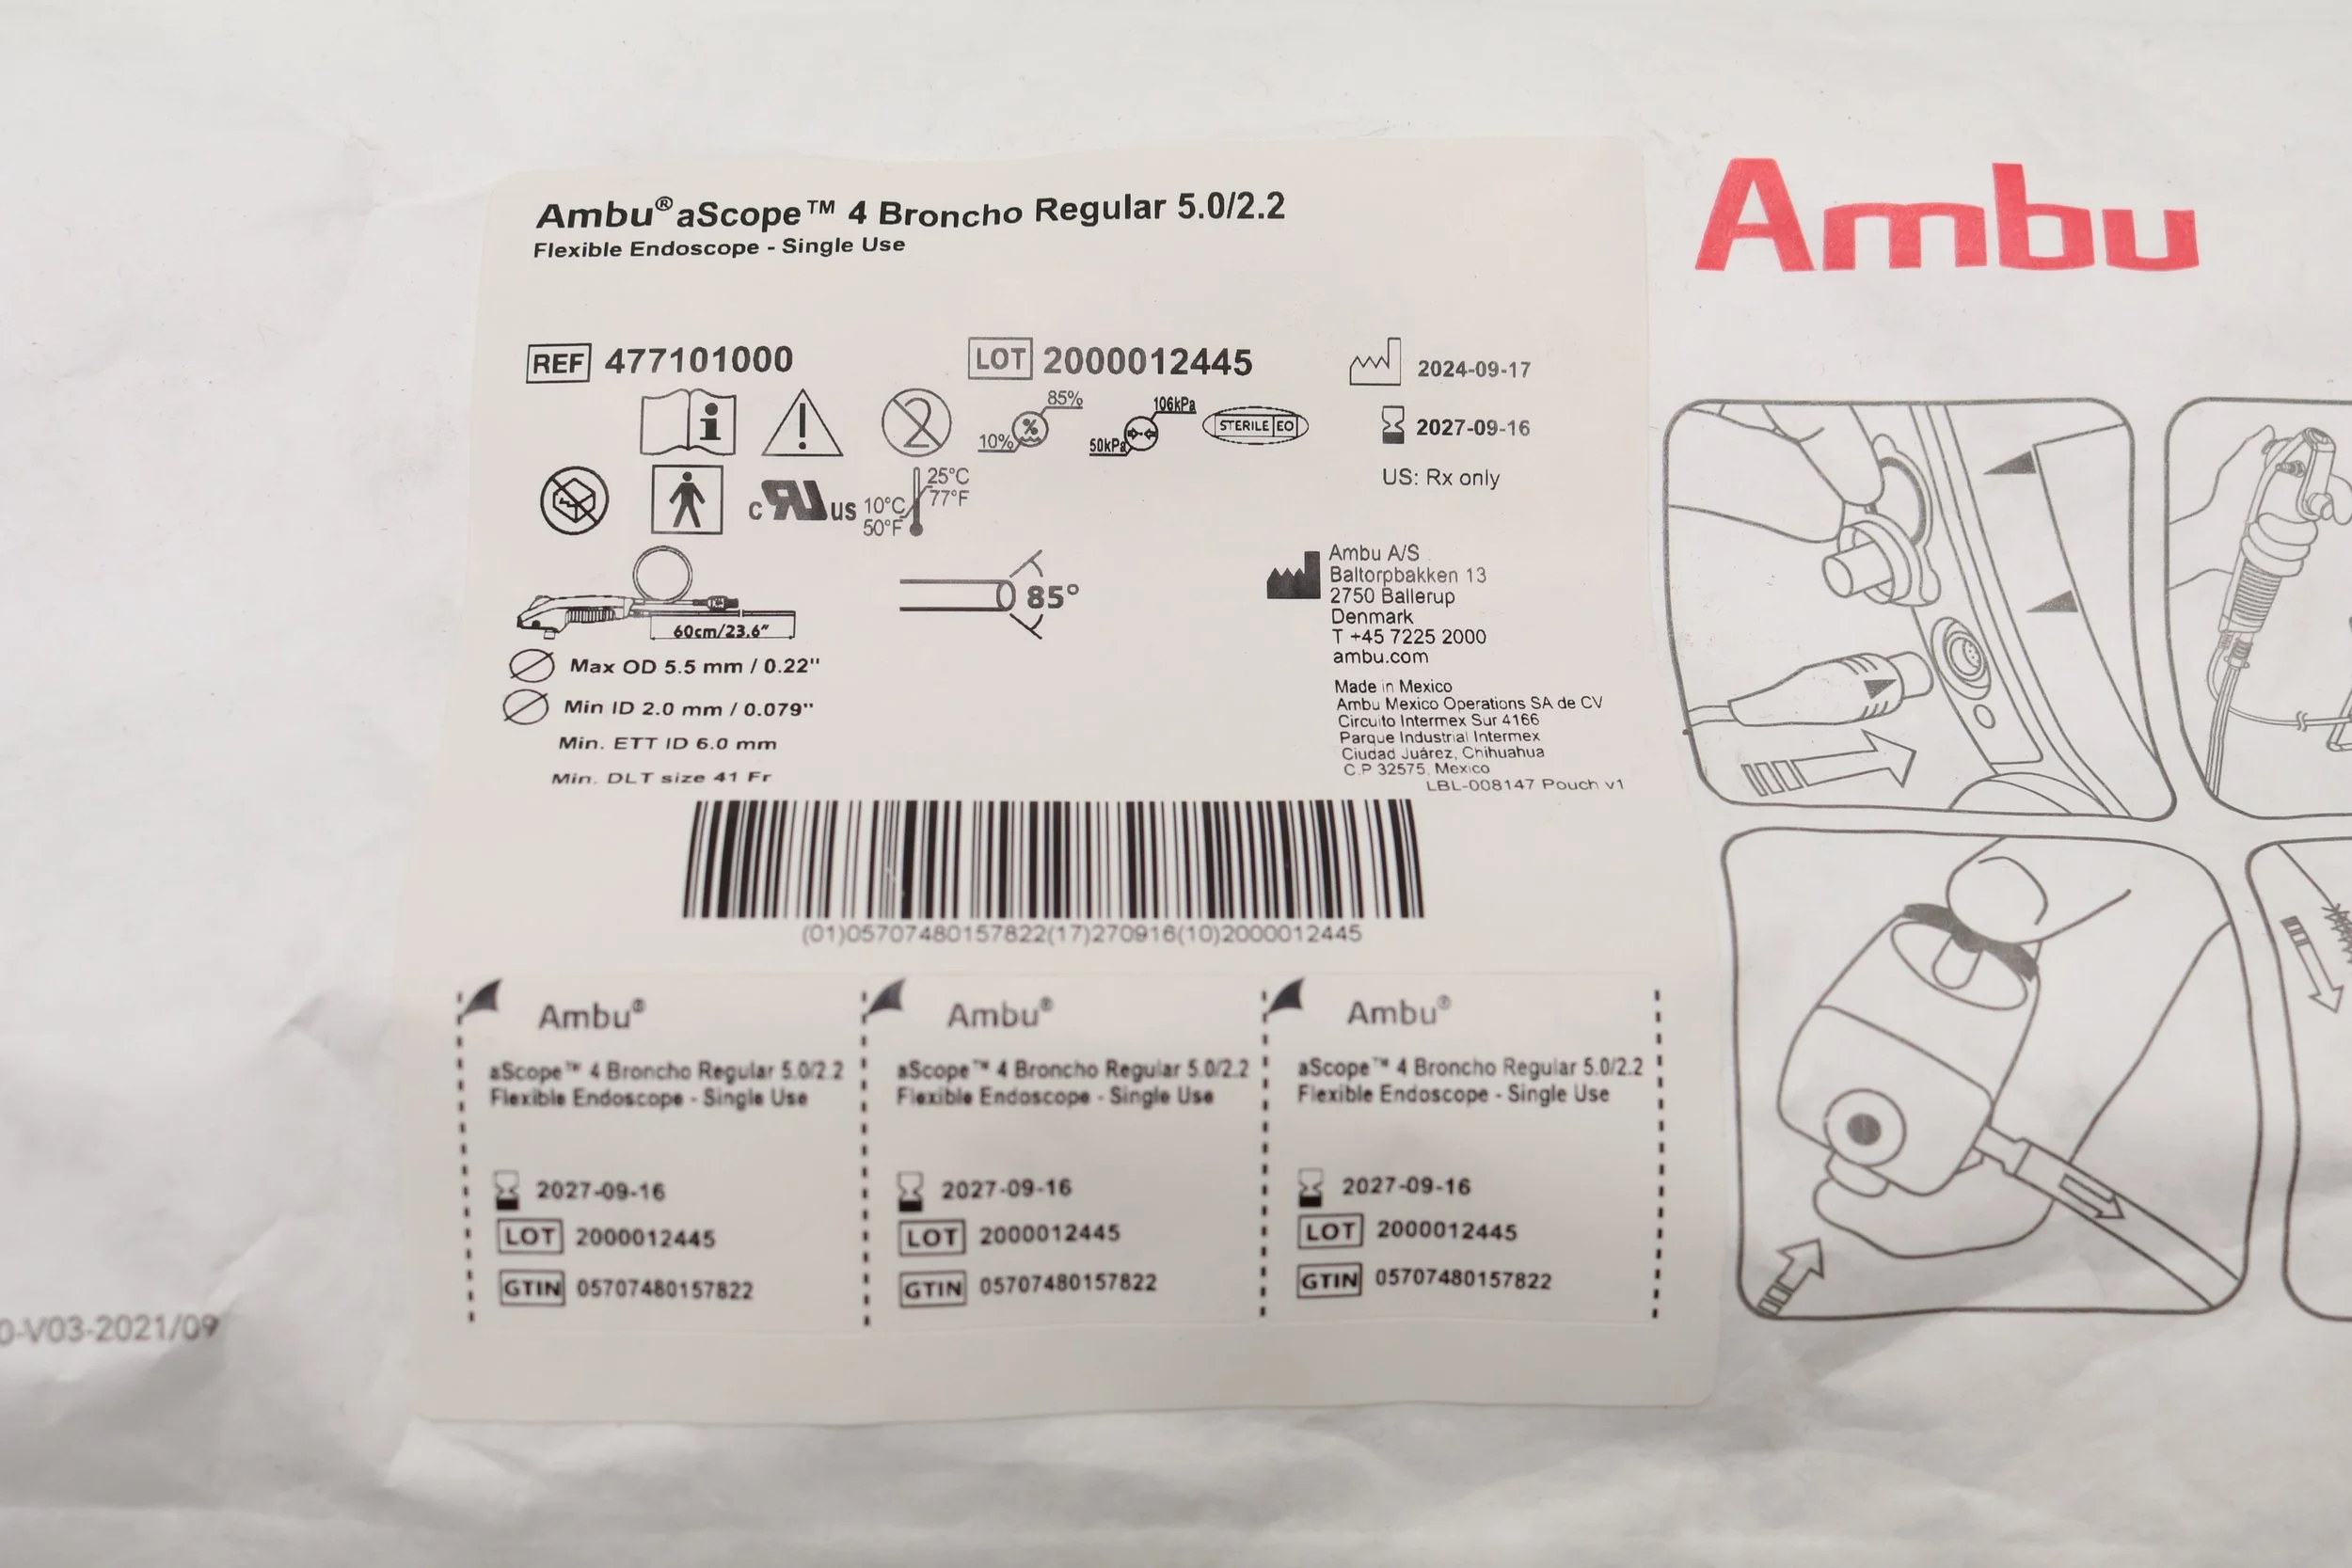 Ambu® aScope™ 4 Broncho Regular 5.0/2.2
Flexible Endoscope - Single Use
Ambu
REF 477101000
LOT 2000012445
2024-09-17
85%
10%
106kPa
50kPa
STERILE EO
2027-09-16
2
%
c us
25°C
77°F
10°C
50°F
US: Rx only
60cm/23.6"
85°
Ambu A/S
Baltorpbakken 13
2750 Ballerup
Denmark
T +45 7225 2000
ambu.com
Max OD 5.5 mm / 0.22"
Min ID 2.0 mm / 0.079"
Min. ETT ID 6.0 mm
Min. DLT size 41 Fr
Made in Mexico
Ambu Mexico Operations SA de CV
Circuito Intermex Sur 4166
Parque Industrial Intermex
Ciudad Juárez, Chihuahua
C.P 32575, Mexico
LBL-008147 Pouch v1
(01)05707480157822(17)270916(10)2000012445
Ambu®
aScope™ 4 Broncho Regular 5.0/2.2
Flexible Endoscope - Single Use
2027-09-16
LOT 2000012445
GTIN 05707480157822
Ambu®
aScope™ 4 Broncho Regular 5.0/2.2
Flexible Endoscope - Single Use
2027-09-16
LOT 2000012445
GTIN 05707480157822
Ambu®
aScope™ 4 Broncho Regular 5.0/2.2
Flexible Endoscope - Single Use
2027-09-16
LOT 2000012445
GTIN 05707480157822
0-V03-2021/09